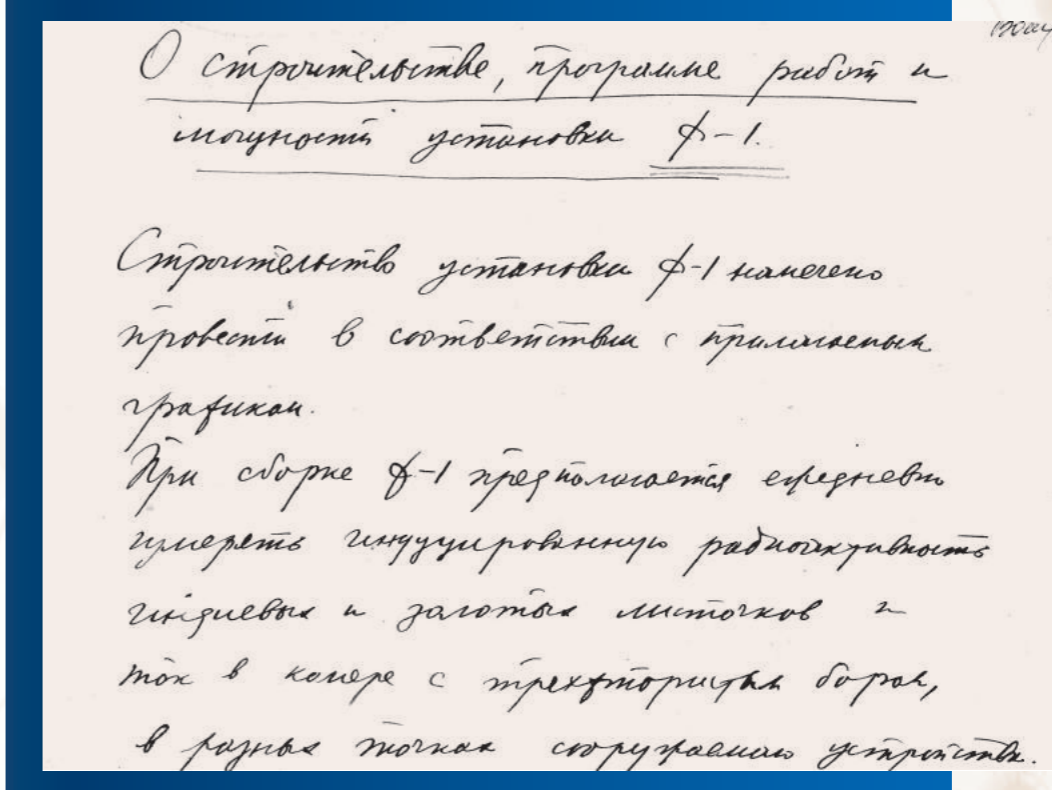 О строительстве, программе работ и
мощности установки Ф-1.
Строительство установки Ф-1 намечено
провести в соответствии с прилагаемым
графиком.
При сборке Ф-1 предполагается ежедневно
измерять индуцированную радиоактивность
индиевых и золотых листочков и
ток в камере с трехфтористым бором,
в разных точках сооружаемого устройства.